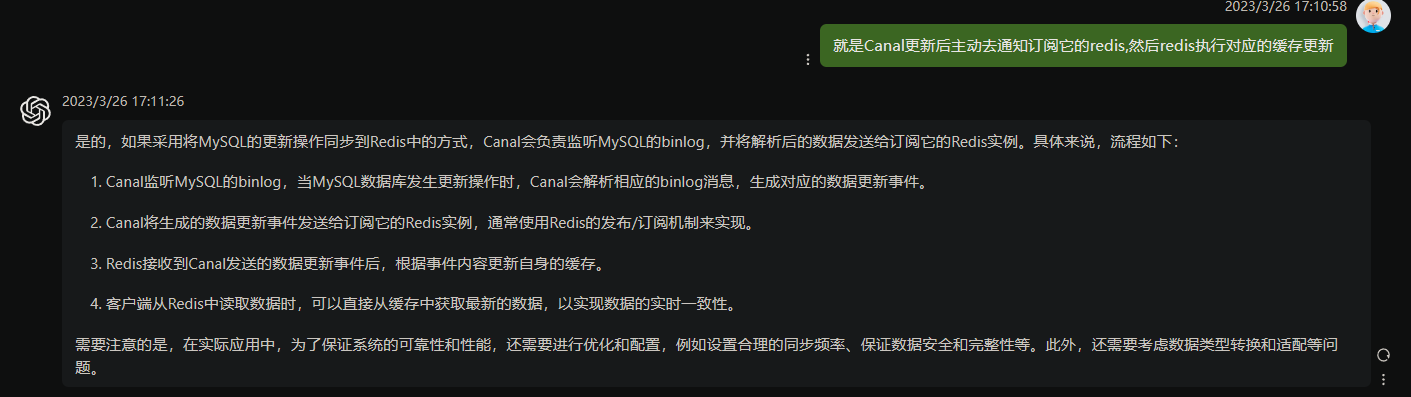 2023/3/26 17:10:58
就是Canal更新后主动去通知订阅它的redis,然后redis执行对应的缓存更新
2023/3/26 17:11:26
是的，如果采用将MySQL的更新操作同步到Redis中的方式，Canal会负责监听MySQL的binlog，并将解析后的数据发送给订阅它的Redis实例。具体来说，流程如下：
1. Canal监听MySQL的binlog，当MySQL数据库发生更新操作时，Canal会解析相应的binlog消息，生成对应的数据更新事件。
2. Canal将生成的数据更新事件发送给订阅它的Redis实例，通常使用Redis的发布/订阅机制来实现。
3. Redis接收到Canal发送的数据更新事件后，根据事件内容更新自身的缓存。
4. 客户端从Redis中读取数据时，可以直接从缓存中获取最新的数据，以实现数据的实时一致性。
需要注意的是，在实际应用中，为了保证系统的可靠性和性能，还需要进行优化和配置，例如设置合理的同步频率、保证数据安全和完整性等。此外，还需要考虑数据类型转换和适配等问
题。